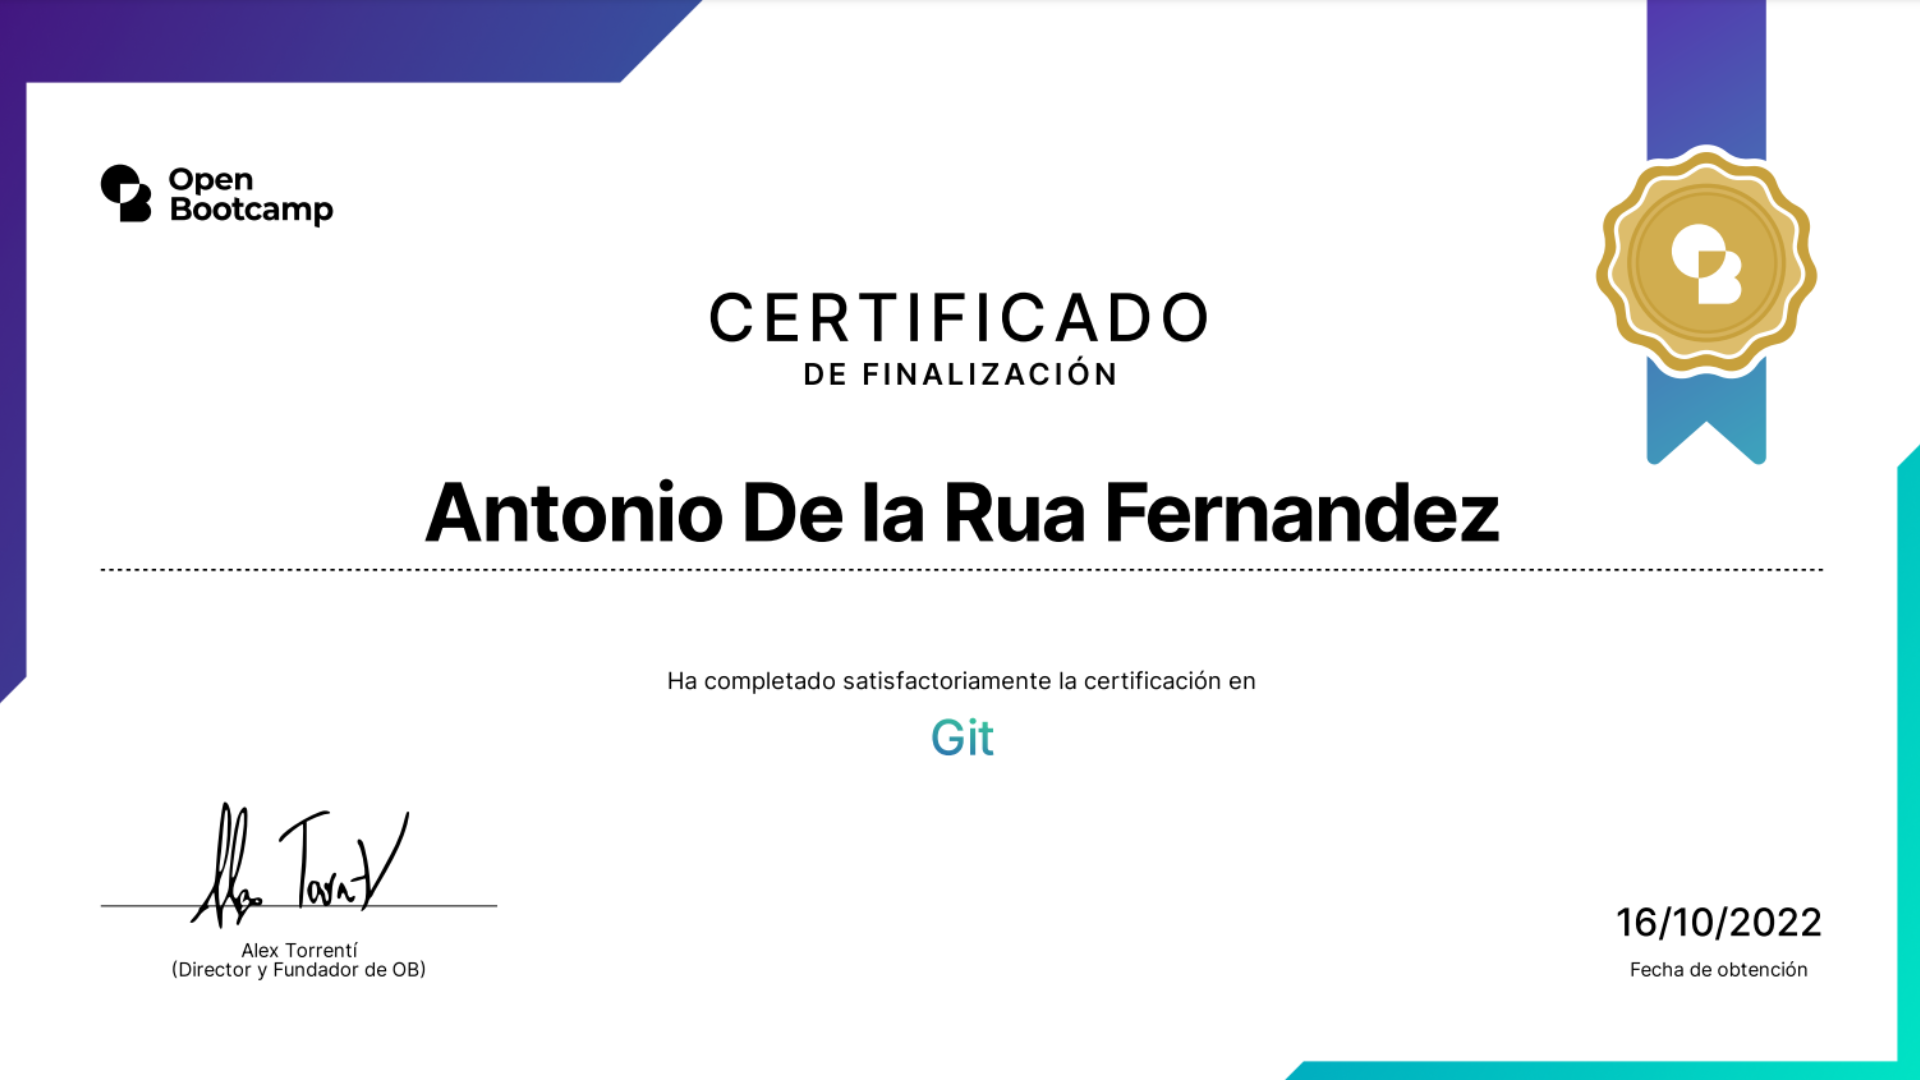 Open
Bootcamp
CERTIFICADO
DE FINALIZACIÓN
Antonio De la Rua Fernandez
Ha completado satisfactoriamente la certificación en
Git
Alex Torrentí
(Director y Fundador de OB)
16/10/2022
Fecha de obtención